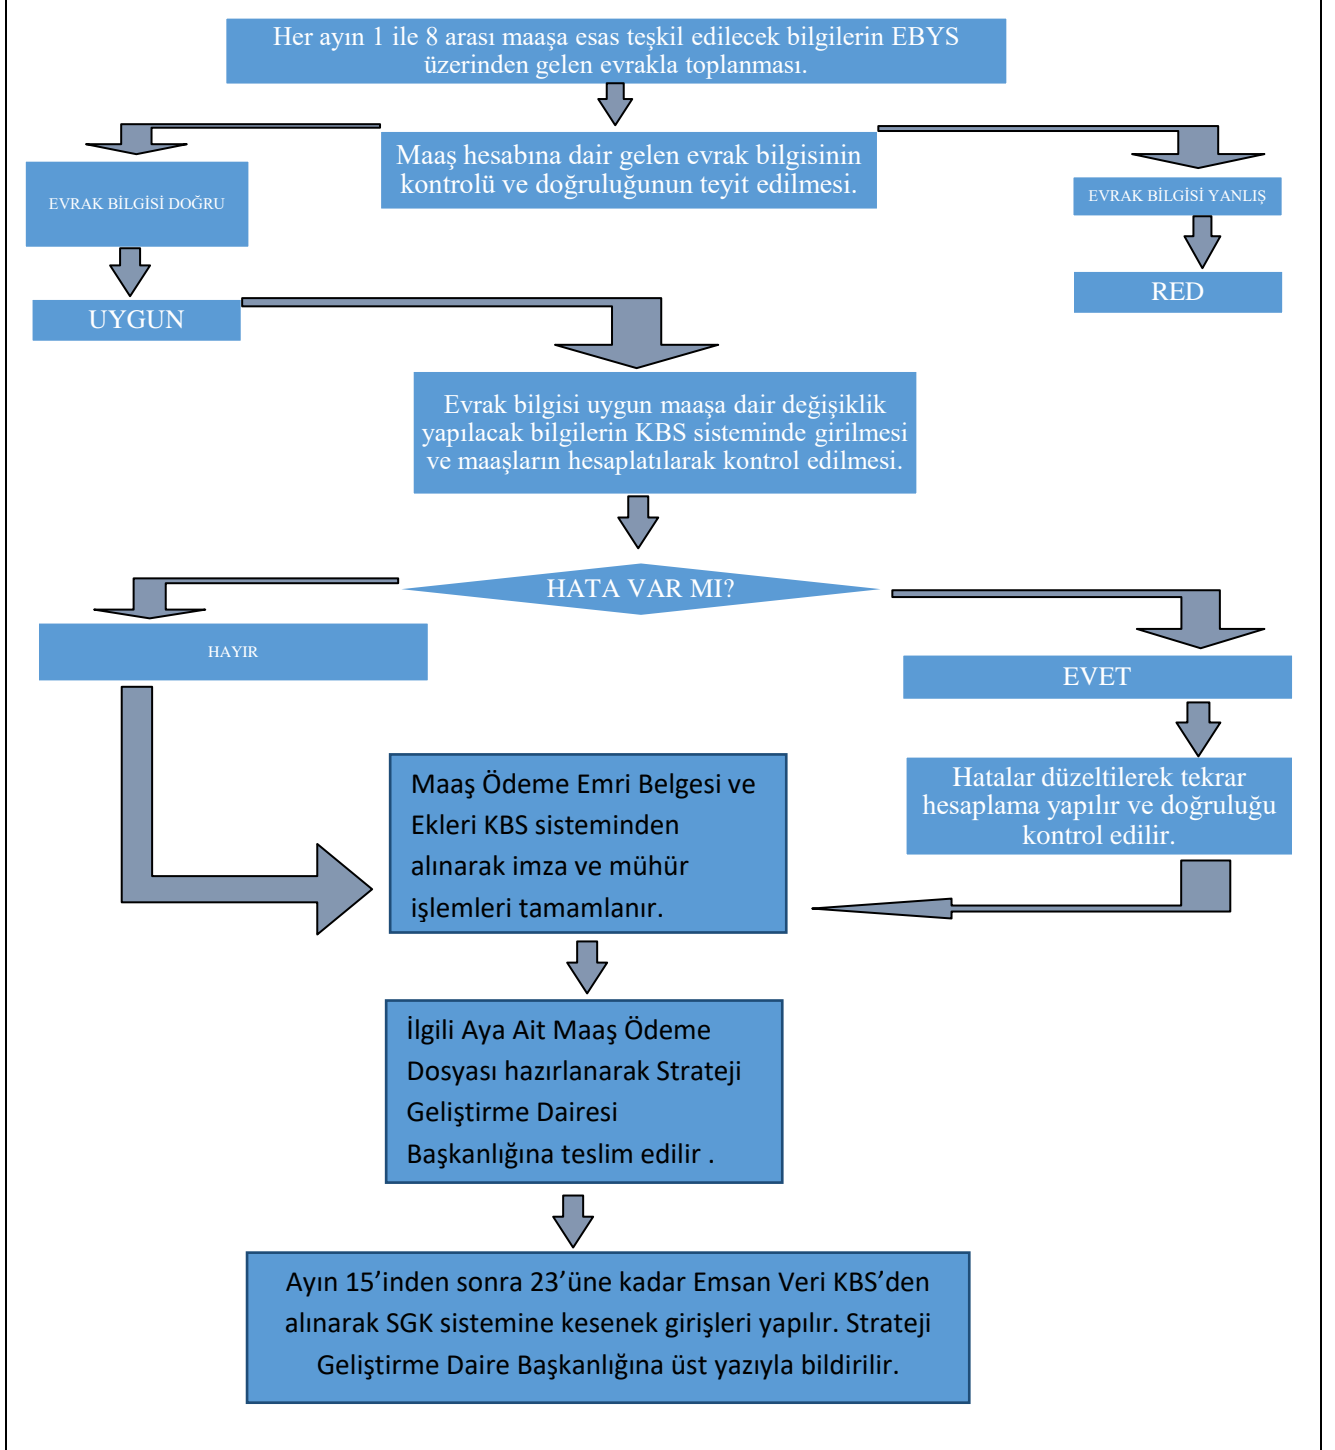 Her ayın 1 ile 8 arası maaşa esas teşkil edilecek bilgilerin EBYS
üzerinden gelen evrakla toplanması.
Maaş hesabına dair gelen evrak bilgisinin
kontrolü ve doğruluğunun teyit edilmesi.
EVRAK BİLGİSİ DOĞRU
EVRAK BİLGİSİ YANLIŞ
UYGUN
RED
Evrak bilgisi uygun maaşa dair değişiklik
yapılacak bilgilerin KBS sisteminde girilmesi
ve maaşların hesaplatılarak kontrol edilmesi.
HATA VAR MI?
HAYIR
EVET
Hatalar düzeltilerek tekrar
hesaplama yapılır ve doğruluğu
kontrol edilir.
Maaş Ödeme Emri Belgesi ve
Ekleri KBS sisteminden
alınarak imza ve mühür
işlemleri tamamlanır.
İlgili Aya Ait Maaş Ödeme
Dosyası hazırlanarak Strateji
Geliştirme Dairesi
Başkanlığına teslim edilir .
Ayın 15’inden sonra 23’üne kadar Emsan Veri KBS’den
alınarak SGK sistemine kesenek girişleri yapılır. Strateji
Geliştirme Daire Başkanlığına üst yazıyla bildirilir.